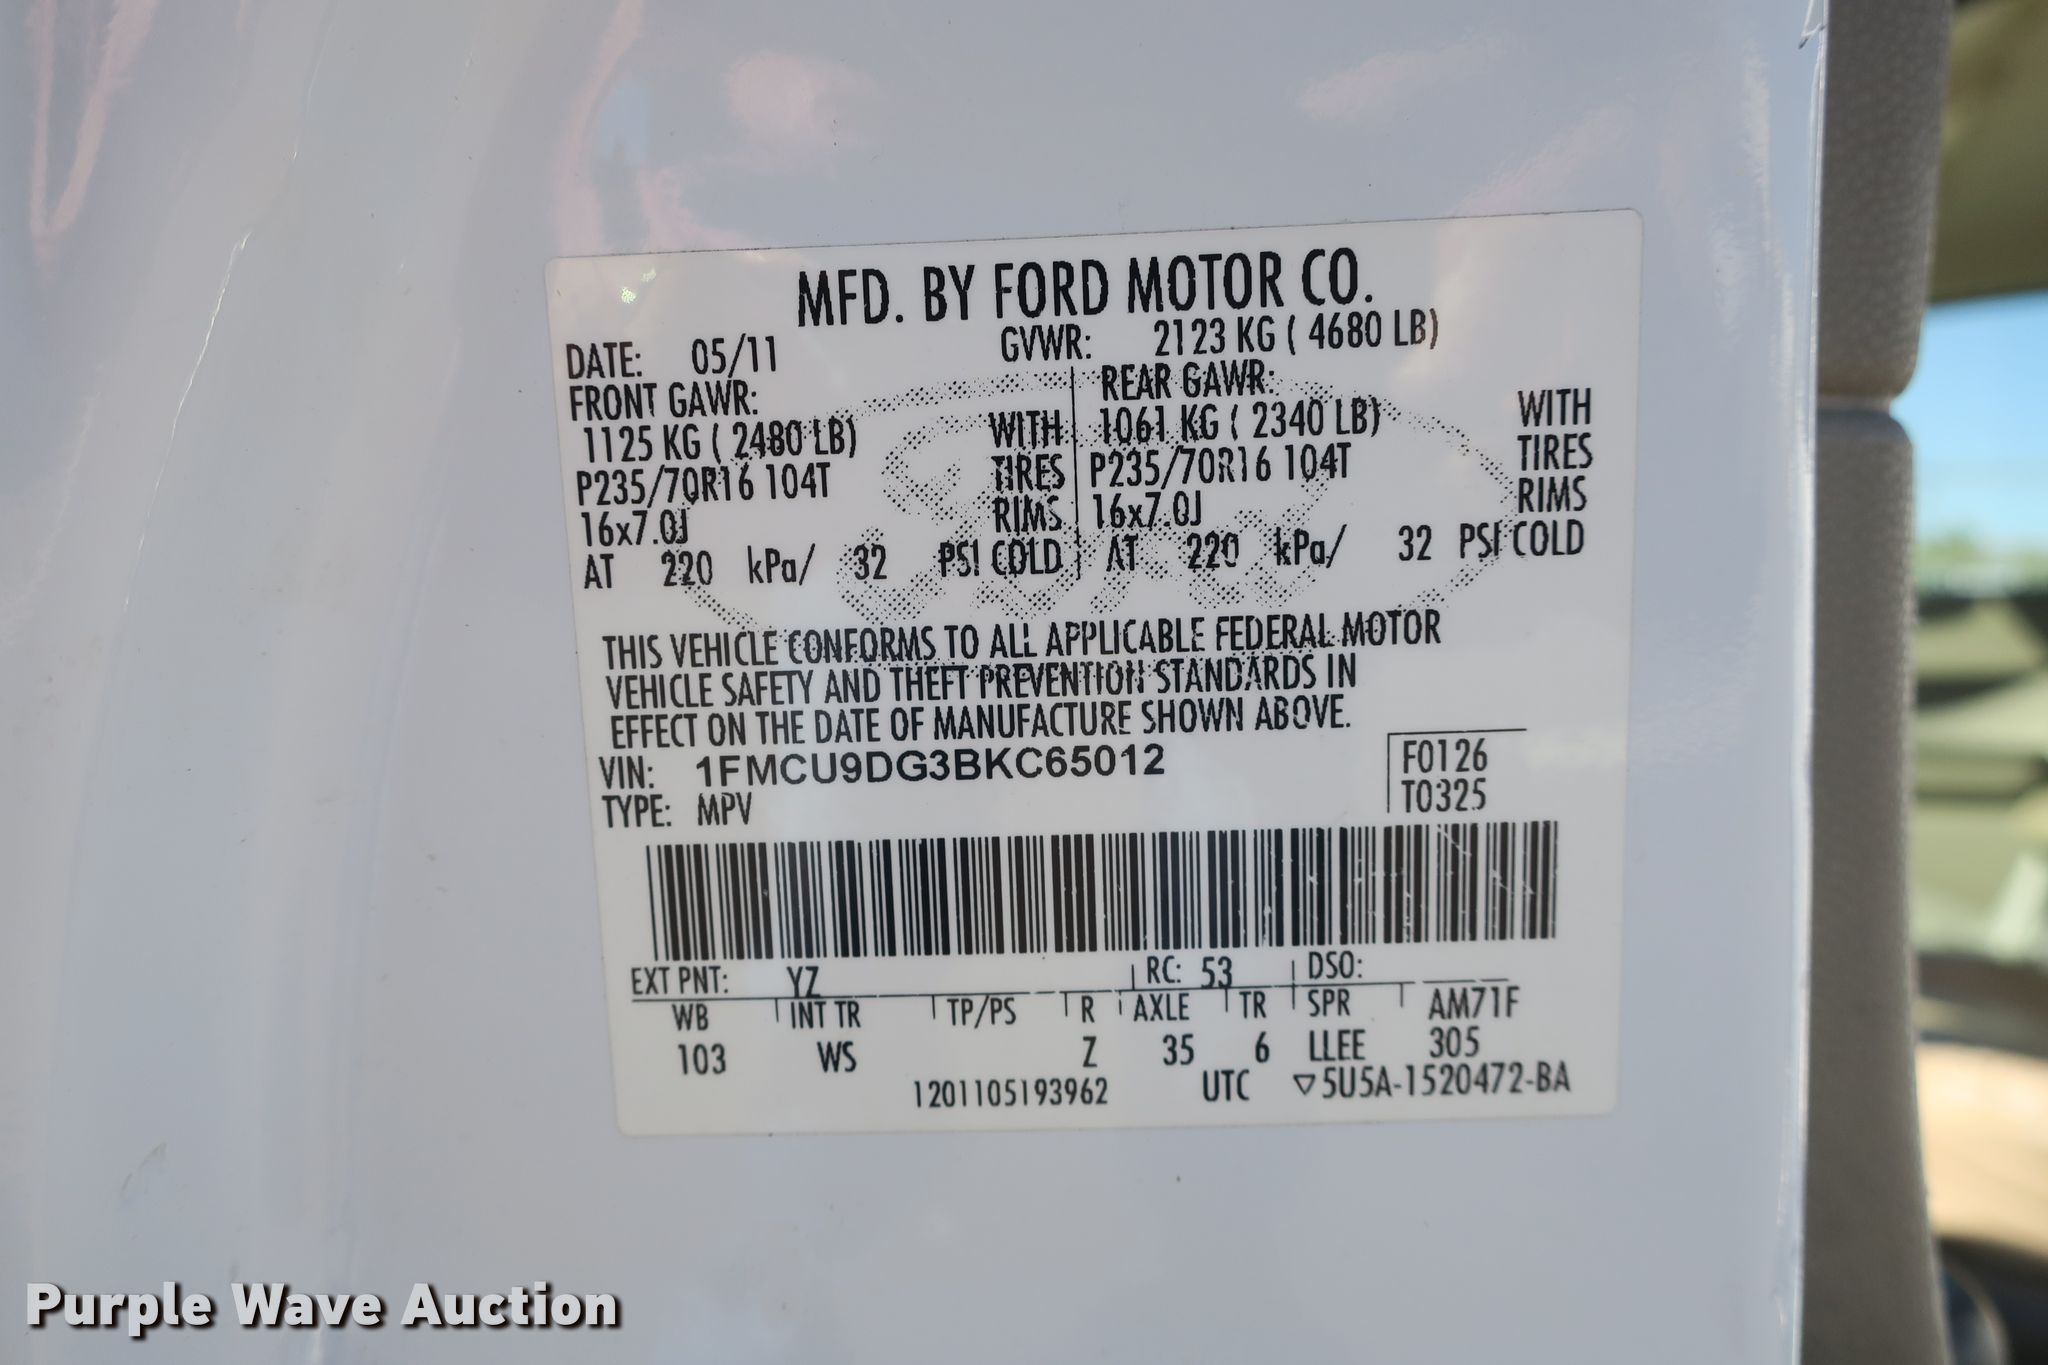 MFD. BY FORD MOTOR CO.
DATE: 05/11 GVWR: 2123 KG ( 4680 LB)
FRONT GAWR: REAR GAWR:
1125 KG ( 2480 LB) WITH 1061 KG ( 2340 LB) WITH
P235/70R16 104T TIRES P235/70R16 104T TIRES
16x7.0J RIMS 16x7.0J RIMS
AT 220 kPa/ 32 PSI COLD AT 220 kPa/ 32 PSI COLD
THIS VEHICLE CONFORMS TO ALL APPLICABLE FEDERAL MOTOR
VEHICLE SAFETY AND THEFT PREVENTION STANDARDS IN
EFFECT ON THE DATE OF MANUFACTURE SHOWN ABOVE.
VIN: 1FMCU9DG3BKC65012 F0126
TYPE: MPV T0325
EXT PNT: YZ RC: 53 DSO:
WB INT TR TP/PS R AXLE TR SPR AM71F
103 WS Z 35 6 LLEE 305
1201105193962 UTC ▽5U5A-1520472-BA
Purple Wave Auction